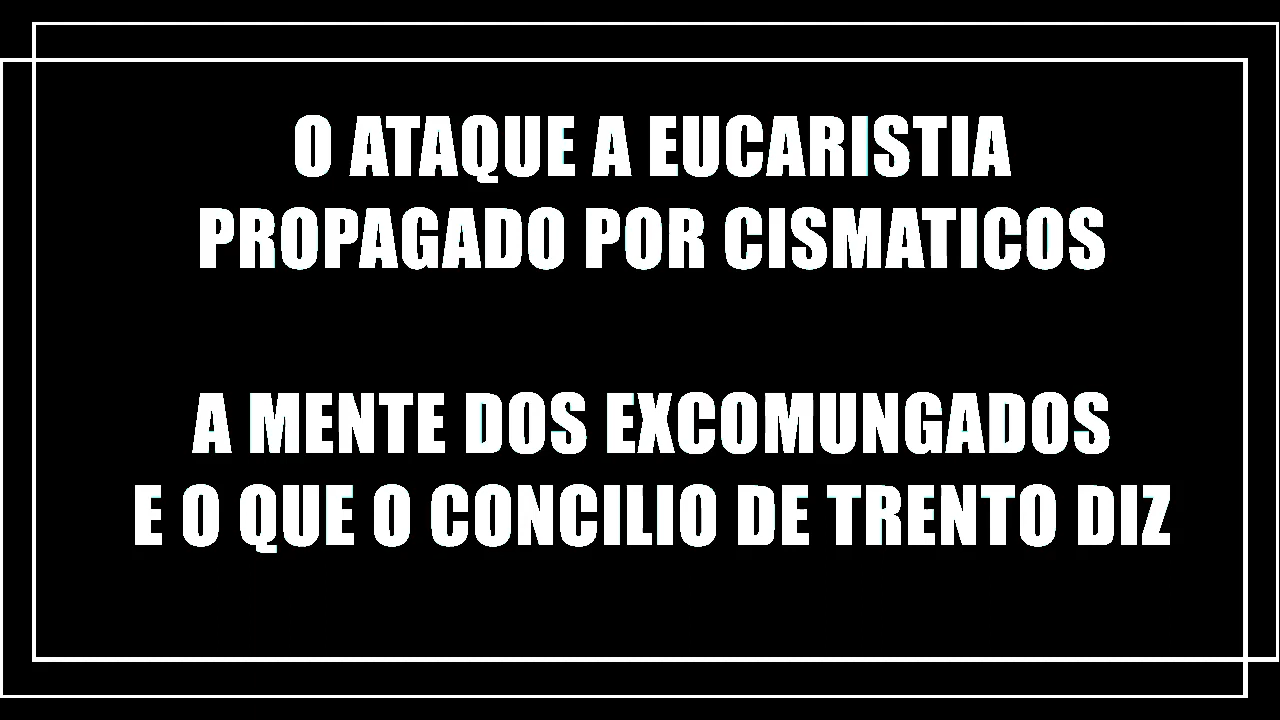 O ATAQUE A EUCARISTIA
PROPAGADO POR CISMATICOS
A MENTE DOS EXCOMUNGADOS
E O QUE O CONCILIO DE TRENTO DIZ